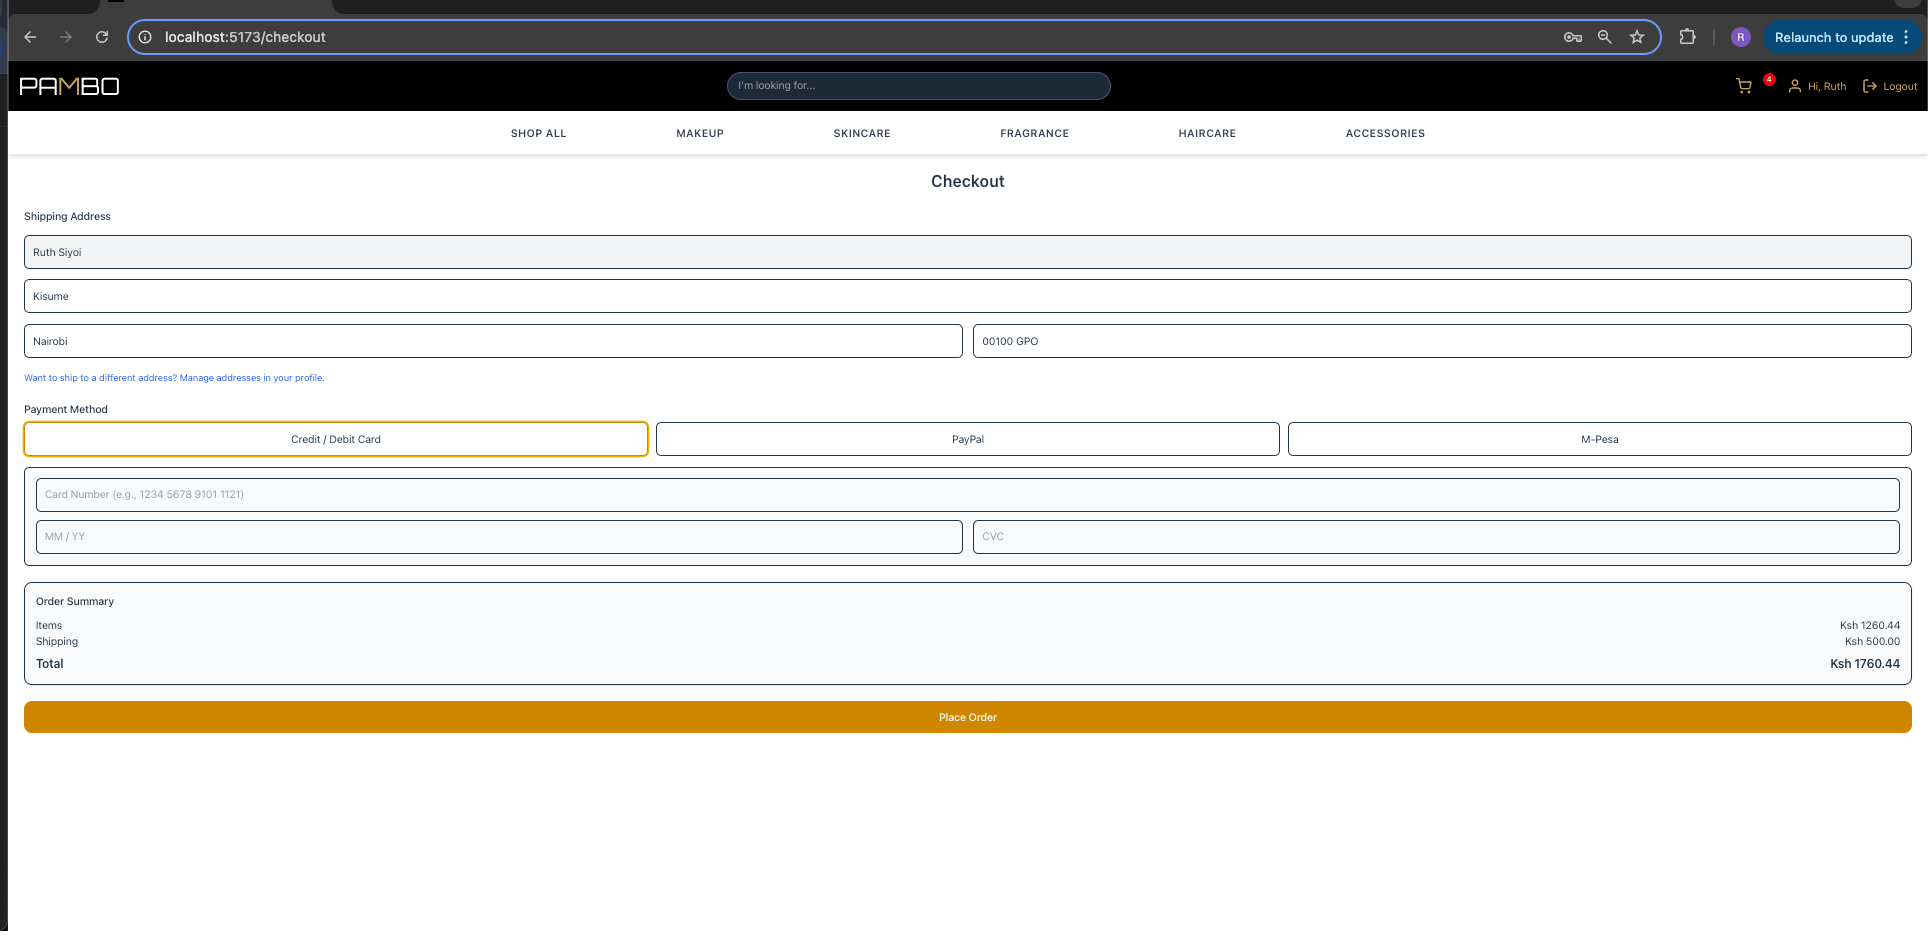 localhost:5173/checkout
R
Relaunch to update
PAMBO
I'm looking for...
4
Hi, Ruth
Logout
SHOP ALL
MAKEUP
SKINCARE
FRAGRANCE
HAIRCARE
ACCESSORIES
Checkout
Shipping Address
Ruth Siyoi
Kisume
Nairobi
00100 GPO
Want to ship to a different address? Manage addresses in your profile.
Payment Method
Credit / Debit Card
PayPal
M-Pesa
Card Number (e.g., 1234 5678 9101 1121)
MM / YY
CVC
Order Summary
Items
Ksh 1260.44
Shipping
Ksh 500.00
Total
Ksh 1760.44
Place Order